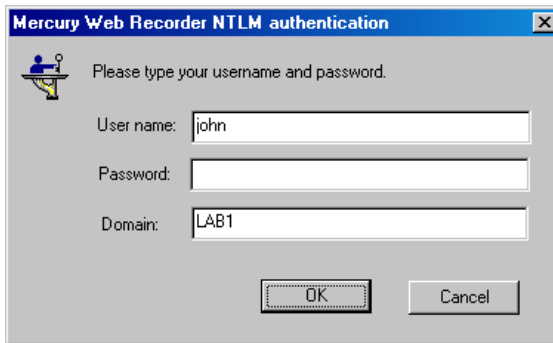 Mercury Web Recorder NTLM authentication
Please type your username and password.
User name: john
Password:
Domain: LAB1
OK Cancel